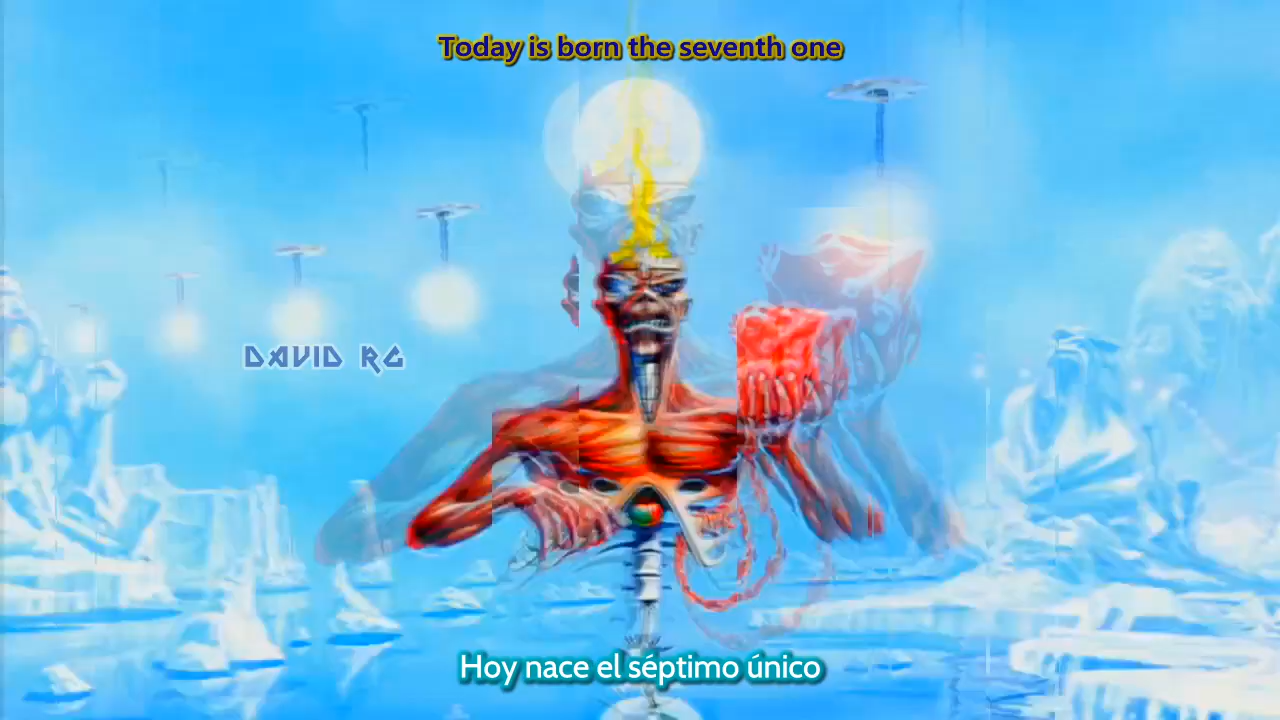 Today is born the seventh one
DAVID RG
Hoy nace el séptimo único